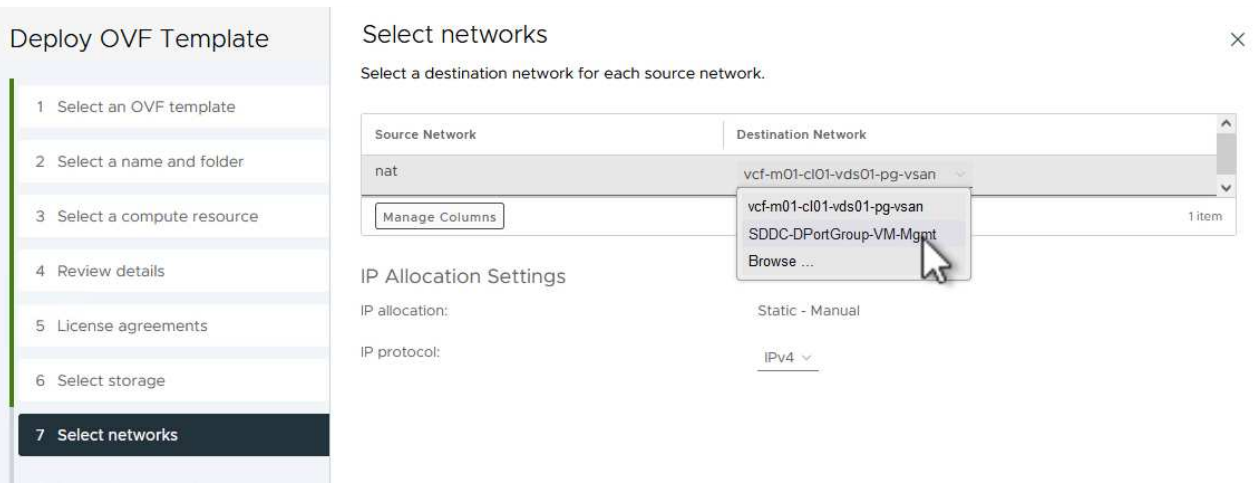 Deploy OVF Template
1 Select an OVF template
2 Select a name and folder
3 Select a compute resource
4 Review details
5 License agreements
6 Select storage
7 Select networks
Select networks
Select a destination network for each source network.
Source Network
Destination Network
nat
vcf-m01-cl01-vds01-pg-vsan
vcf-m01-cl01-vds01-pg-vsan
SDDC-DPortGroup-VM-Mgmt
Browse ...
Manage Columns
1 item
IP Allocation Settings
IP allocation:
Static - Manual
IP protocol:
IPv4